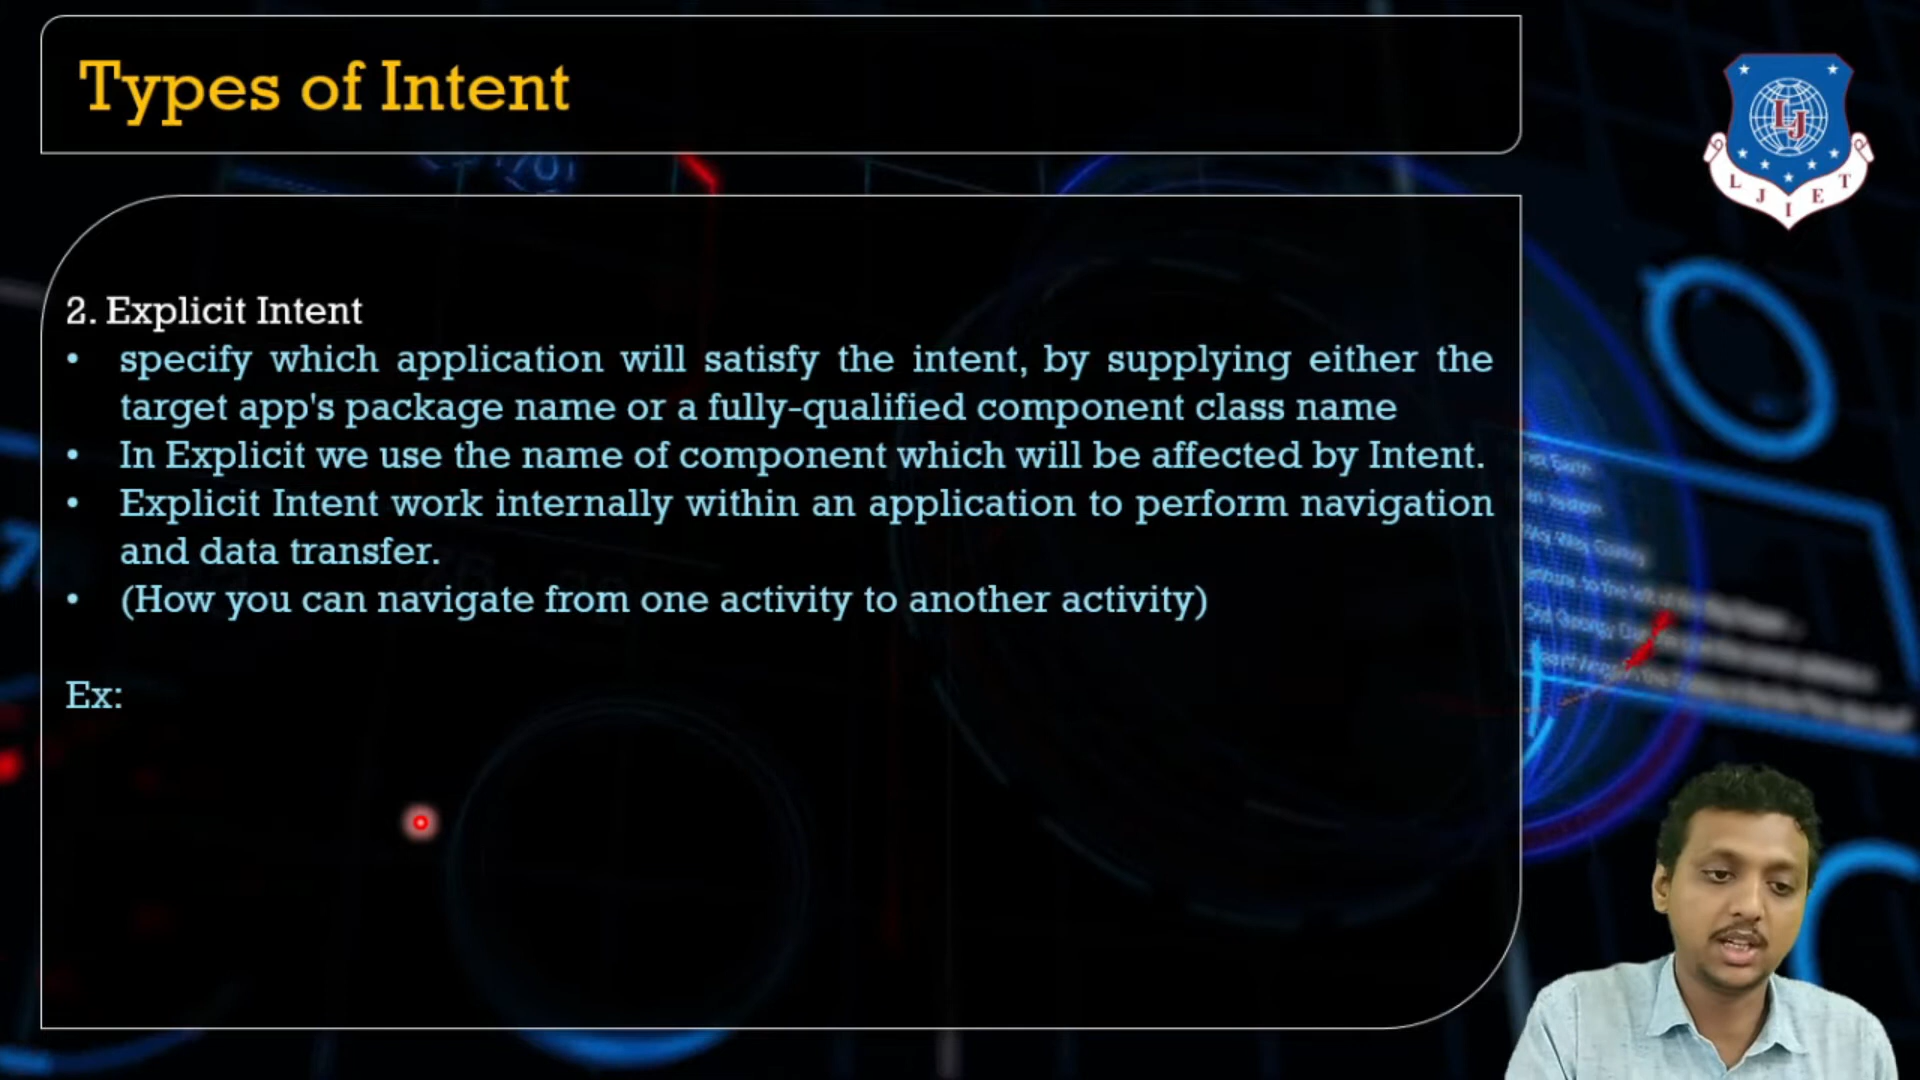 Types of Intent
L J I E T
LJ
2. Explicit Intent
• specify which application will satisfy the intent, by supplying either the
target app's package name or a fully-qualified component class name
• In Explicit we use the name of component which will be affected by Intent.
• Explicit Intent work internally within an application to perform navigation
and data transfer.
• (How you can navigate from one activity to another activity)
Ex: